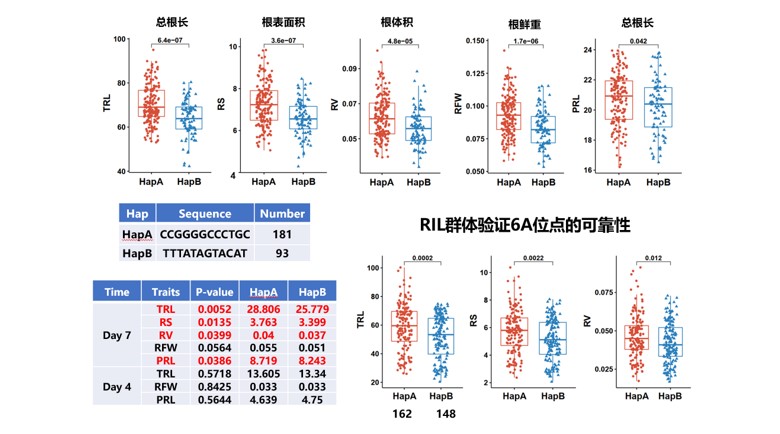 总根长 根表面积 根体积 根鲜重 总根长
6.4e−07 3.6e−07 4.8e−05 1.7e−06 0.042
TRL 100 80 60 40
RS 10 8 6 4
RV 0.09 0.07 0.05
RFW 0.150 0.125 0.100 0.075 0.050
PRL 24 22 20 18 16
HapA HapB HapA HapB HapA HapB HapA HapB HapA HapB
Hap Sequence Number
HapA CCGGGGCCCTGC 181
HapB TTTATAGTACAT 93
RIL群体验证6A位点的可靠性
Time Traits P-value HapA HapB
Day 7
TRL 0.0052 28.806 25.779
RS 0.0135 3.763 3.399
RV 0.0399 0.04 0.037
RFW 0.0564 0.055 0.051
PRL 0.0386 8.719 8.243
Day 4
TRL 0.5718 13.605 13.34
RFW 0.8425 0.033 0.033
PRL 0.5644 4.639 4.75
0.0002 0.0022 0.012
TRL 100 80 60 40 20
RS 10 8 6 4 2
RV 0.075 0.050 0.025
HapA HapB HapA HapB HapA HapB
162 148